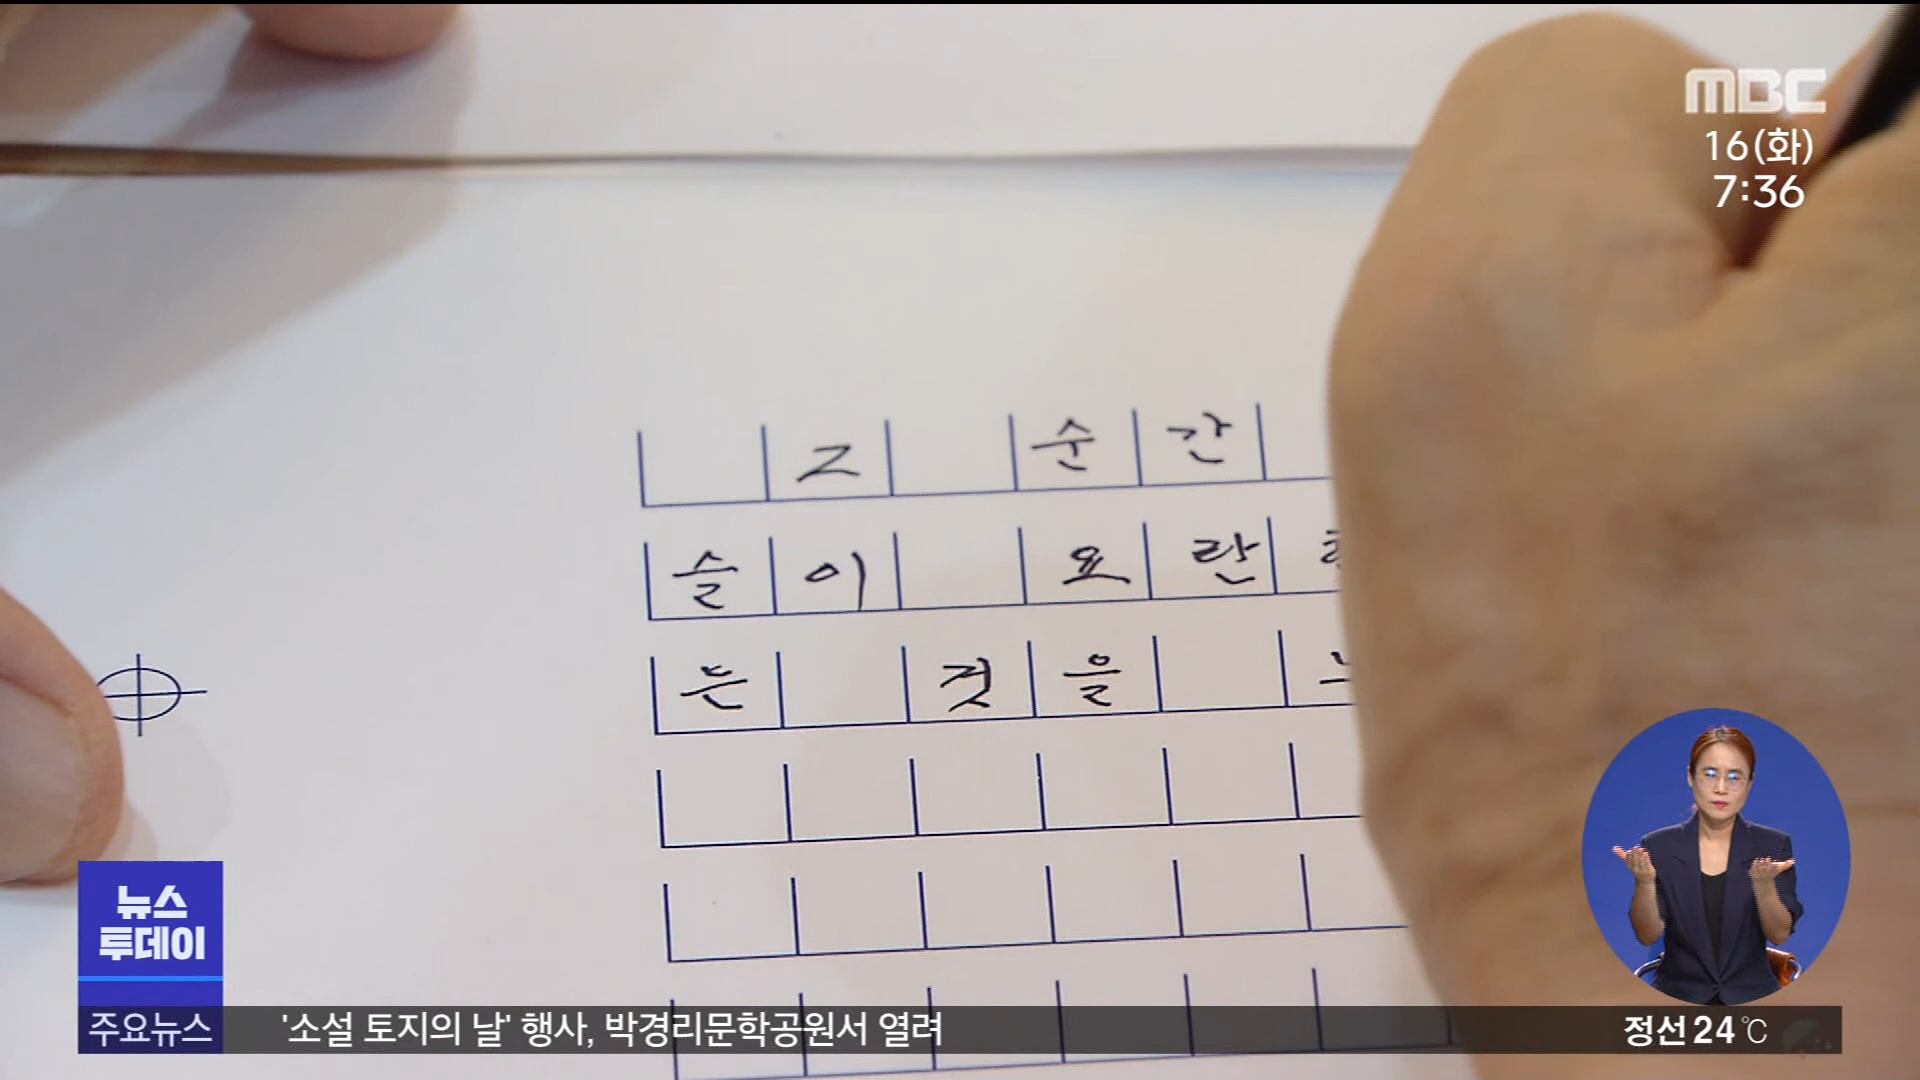 MBC
16(화)
7:36
그 순간
슬이 요란
는 것을
뉴스
투데이
주요뉴스
'소설 토지의 날' 행사, 박경리문학공원서 열려
정선 24℃